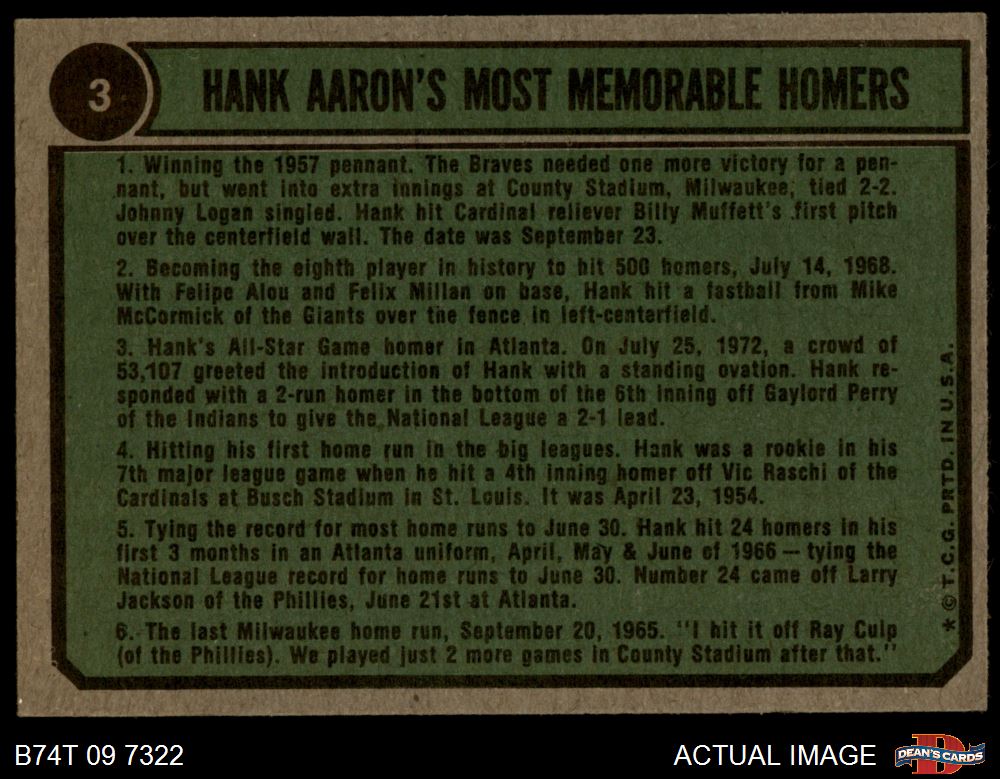 3
HANK AARON'S MOST MEMORABLE HOMERS
1. Winning the 1957 pennant. The Braves needed one more victory for a pen-
nant, but went into extra innings at County Stadium, Milwaukee, tied 2-2.
Johnny Logan singled. Hank hit Cardinal reliever Billy Muffett's first pitch
over the centerfield wall. The date was September 23.
2. Becoming the eighth player in history to hit 500 homers, July 14, 1968.
With Felipe Alou and Felix Millan on base, Hank hit a fastball from Mike
McCormick of the Giants over the fence in left-centerfield.
3. Hank's All-Star Game homer in Atlanta. On July 25, 1972, a crowd of
53,107 greeted the introduction of Hank with a standing ovation. Hank re-
sponded with a 2-run homer in the bottom of the 6th inning off Gaylord Perry
of the Indians to give the National League a 2-1 lead.
4. Hitting his first home run in the big leagues. Hank was a rookie in his
7th major league game when he hit a 4th inning homer off Vic Raschi of the
Cardinals at Busch Stadium in St. Louis. It was April 23, 1954.
5. Tying the record for most home runs to June 30. Hank hit 24 homers in his
first 3 months in an Atlanta uniform, April, May & June of 1966 — tying the
National League record for home runs to June 30. Number 24 came off Larry
Jackson of the Phillies, June 21st at Atlanta.
6. The last Milwaukee home run, September 20, 1965. "I hit it off Ray Culp
(of the Phillies). We played just 2 more games in County Stadium after that."
* © T.C.G. PRTD. IN U.S.A.
B74T 09 7322
ACTUAL IMAGE
D
DEAN'S CARDS